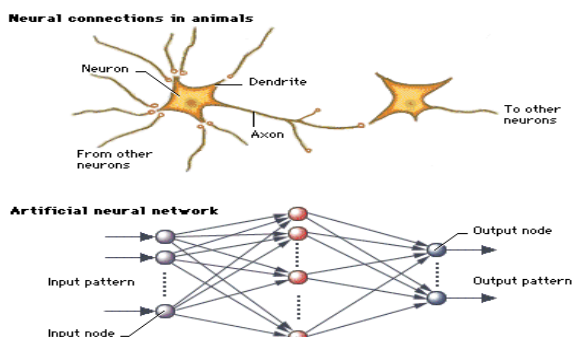 Neural connections in animals
Neuron
Dendrite
Axon
To other
neurons
From other
neurons
Artificial neural network
Output node
Input pattern
Output pattern
Input node